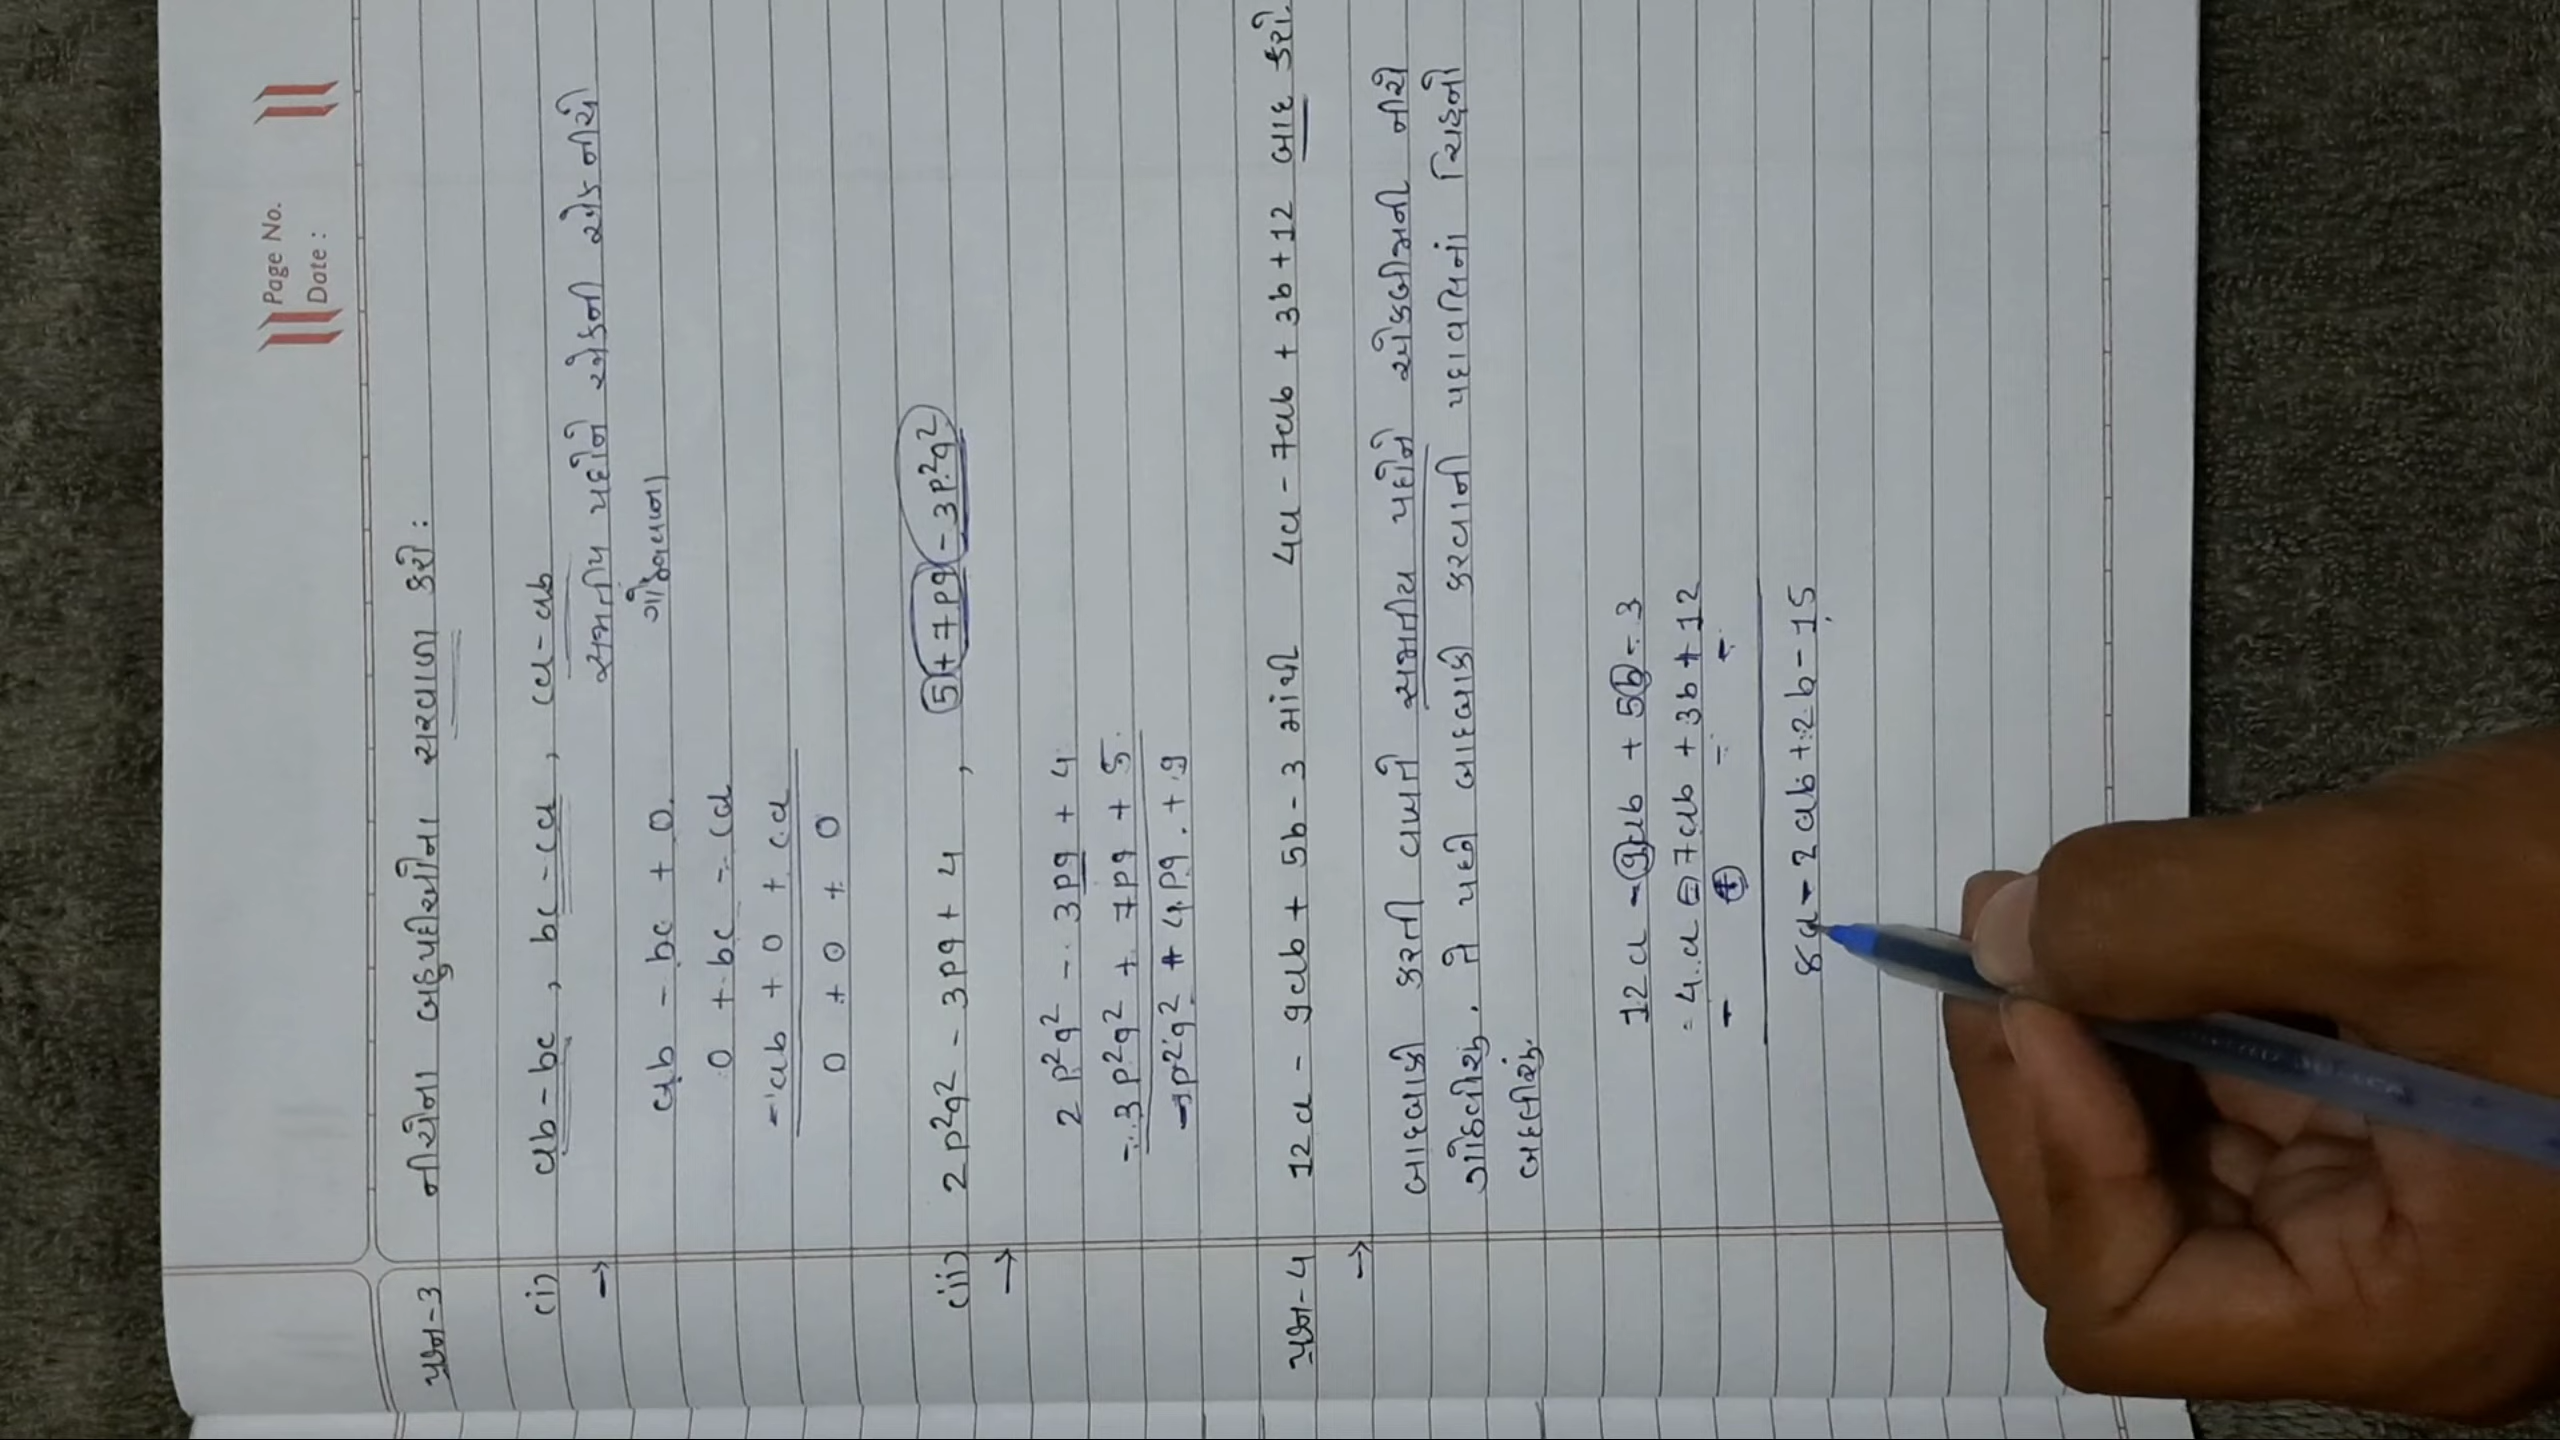 Page No.
Date :
પ્રશ્ન-3 નીચેના બહુપદીઓના સરવાળા કરો :
(i) ab - bc , bc - ca , ca - ab
→ સજાતીય પદોને એકની એક નીચે
ગોઠવતા
ab - bc + 0
0 + bc - ca
- ab + 0 + ca
0 + 0 + 0
(ii) 2p²q² - 3pq + 4 , 5 + 7pq - 3p²q²
→
2p²q² - 3pq + 4
- 3p²q² + 7pq + 5
- p²q² + 4pq + 9
પ્રશ્ન-4 12a - 9ab + 5b - 3 માંથી 4a - 7ab + 3b + 12 બાદ કરો.
→
બાદબાકી કરતી વખતે સજાતીય પદોને એકબીજાની નીચે
ગોઠવીશું. તે પછી બાદબાકી કરવાની પદાવલિનાં ચિહ્નો
બદલીશું.
12a - 9ab + 5b - 3
4a - 7ab + 3b + 12
- + - -
8a - 2ab + 2b - 15